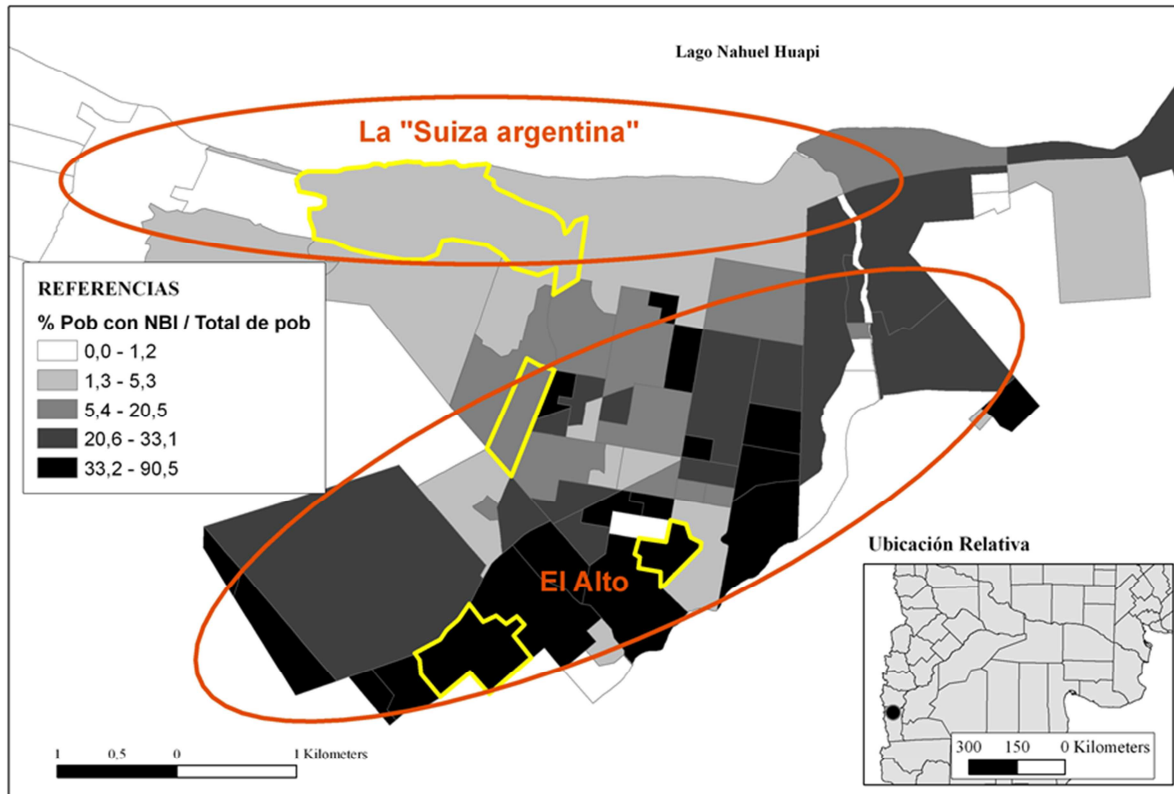 Lago Nahuel Huapi
La "Suiza argentina"
REFERENCIAS
% Pob con NBI / Total de pob
0,0 - 1,2
1,3 - 5,3
5,4 - 20,5
20,6 - 33,1
33,2 - 90,5
El Alto
Ubicación Relativa
1 0,5 0 1 Kilometers
300 150 0 Kilometers